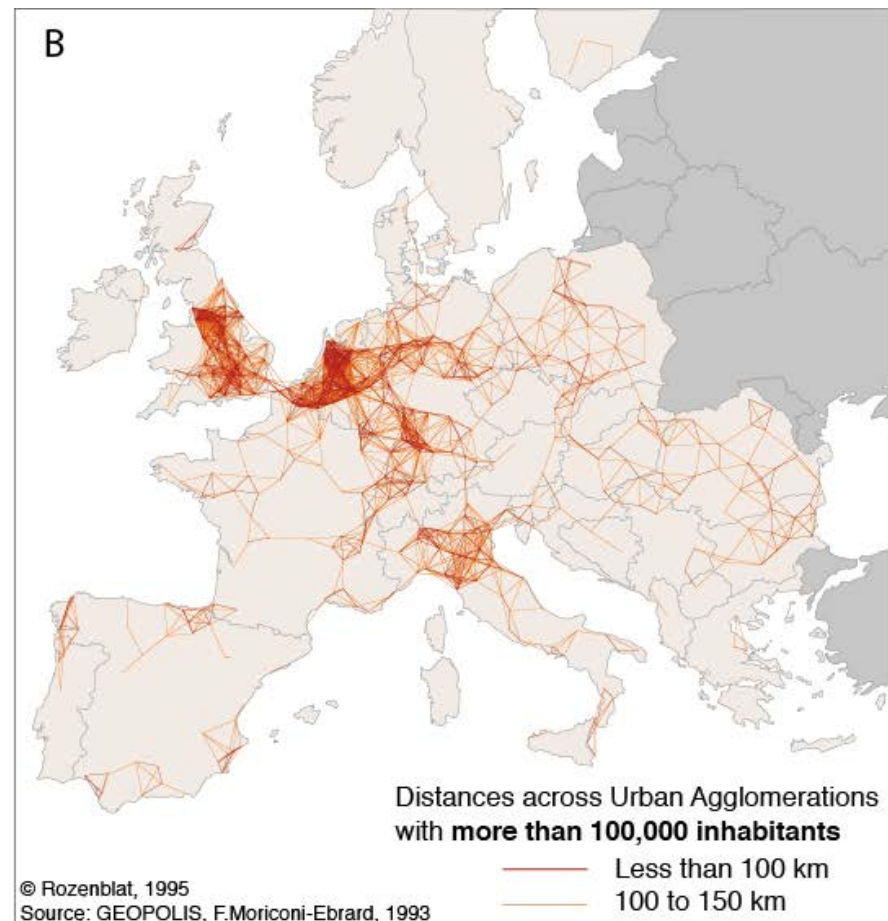 B
Distances across Urban Agglomerations
with more than 100,000 inhabitants
Less than 100 km
100 to 150 km
© Rozenblat, 1995
Source: GEOPOLIS, F.Moriconi-Ebrard, 1993